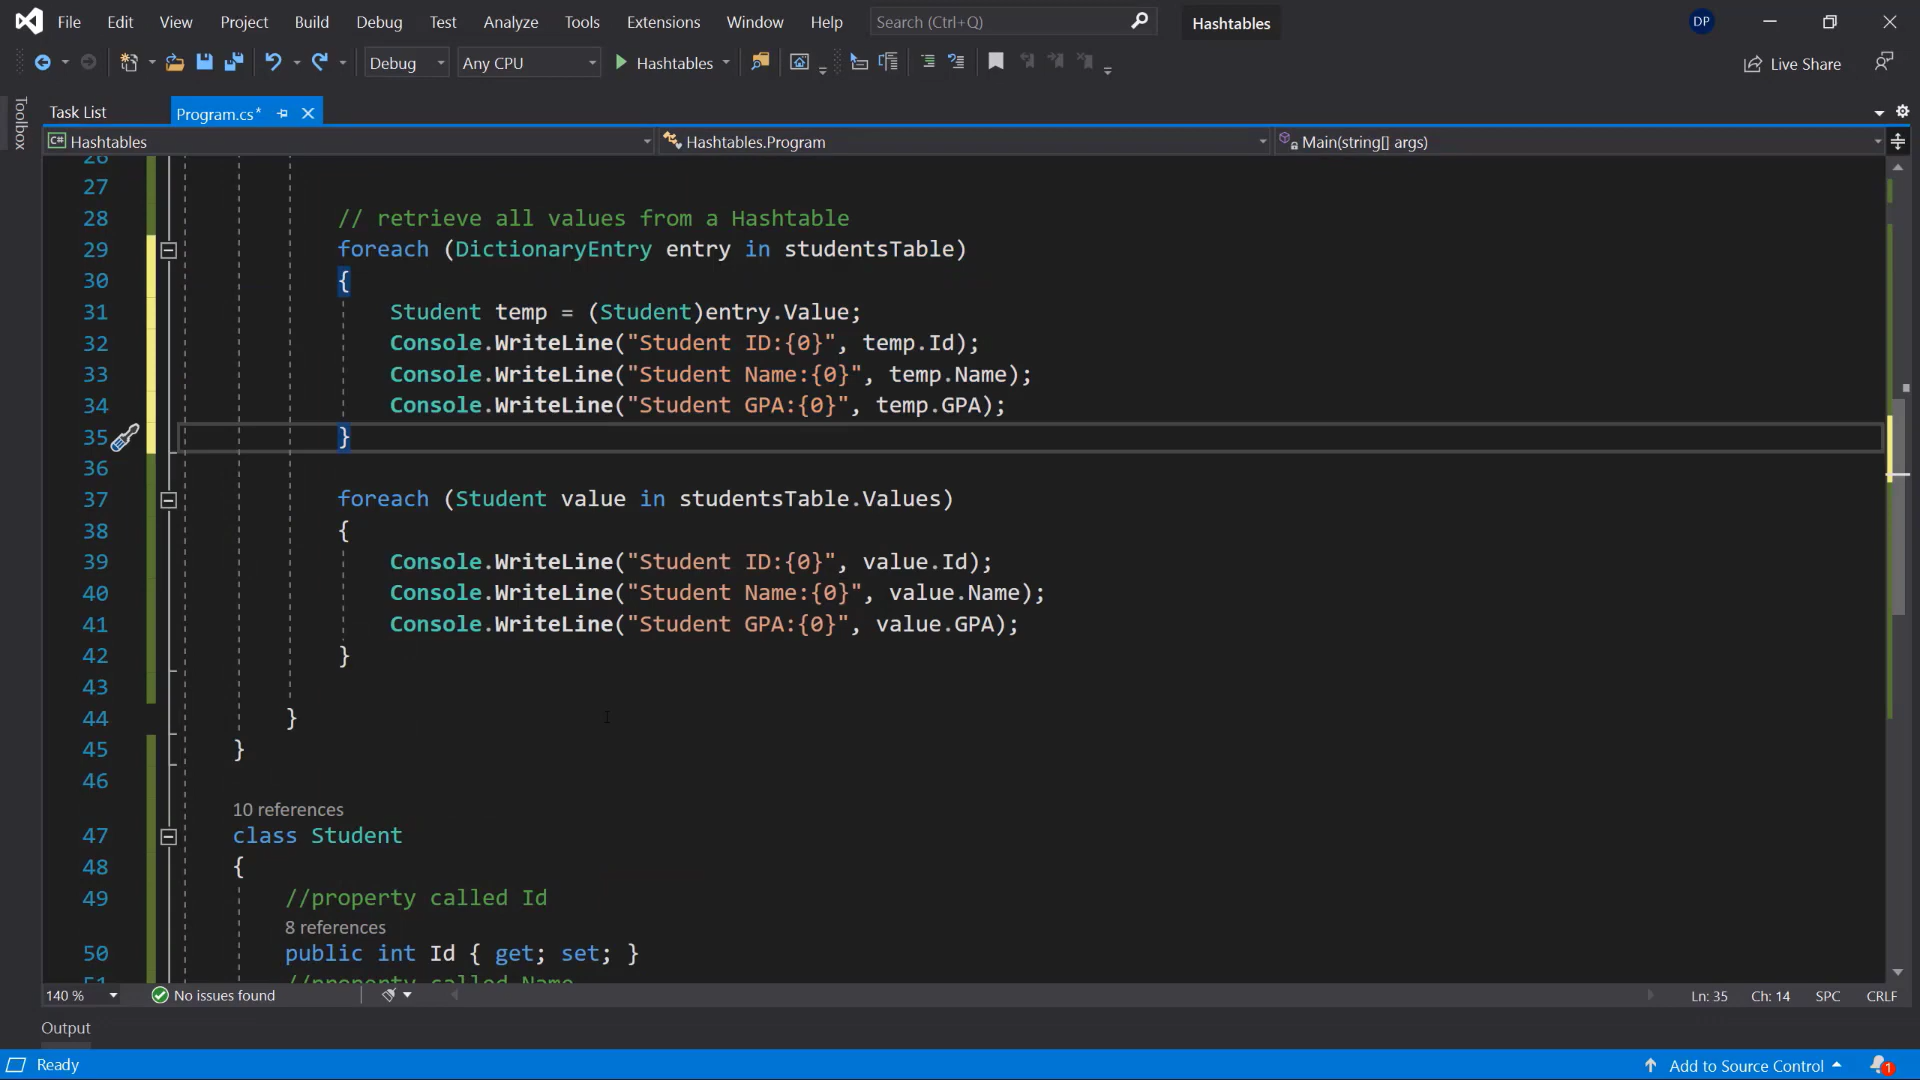 File Edit View Project Build Debug Test Analyze Tools Extensions Window Help Search (Ctrl+Q) Hashtables DP
Debug Any CPU Hashtables Live Share
Toolbox
Task List Program.cs*
C# Hashtables Hashtables.Program Main(string[] args)
26
27
28 // retrieve all values from a Hashtable
29 foreach (DictionaryEntry entry in studentsTable)
30 {
31 Student temp = (Student)entry.Value;
32 Console.WriteLine("Student ID:{0}", temp.Id);
33 Console.WriteLine("Student Name:{0}", temp.Name);
34 Console.WriteLine("Student GPA:{0}", temp.GPA);
35 }
36
37 foreach (Student value in studentsTable.Values)
38 {
39 Console.WriteLine("Student ID:{0}", value.Id);
40 Console.WriteLine("Student Name:{0}", value.Name);
41 Console.WriteLine("Student GPA:{0}", value.GPA);
42 }
43
44 }
45 }
46
10 references
47 class Student
48 {
49 //property called Id
8 references
50 public int Id { get; set; }
51 //property called Name
140 % No issues found Ln: 35 Ch: 14 SPC CRLF
Output
Ready Add to Source Control 1